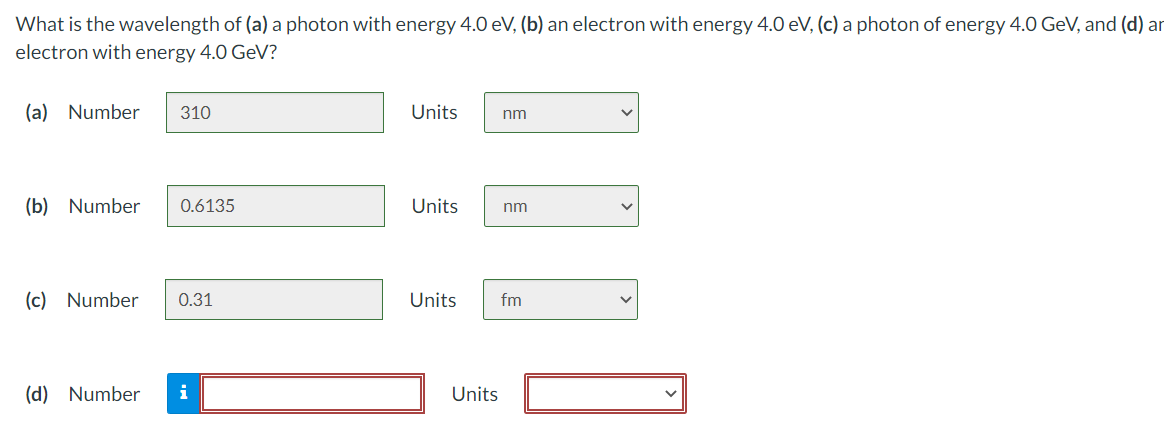 What is the wavelength of (a) a photon with energy 4.0 eV, (b) an electron with energy 4.0 eV, (c) a photon of energy 4.0 GeV, and (d) ar
electron with energy 4.0 GeV?
(a) Number 310 Units nm
(b) Number 0.6135 Units nm
(c) Number 0.31 Units fm
(d) Number i Units